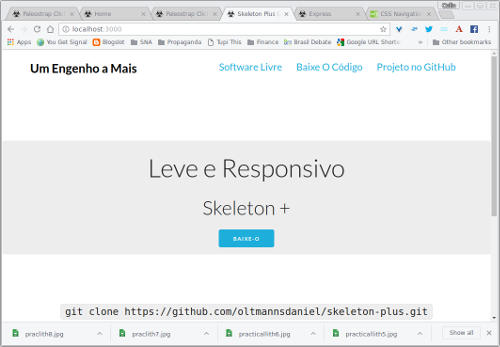 Paleostrap Cli
Home
Paleostrap Cli
Skeleton Plus
Express
CSS Navigatio
Colin
localhost:3000
Apps You Get Signal Blogslot SNA Propaganda Tupi This Finance Brasil Debate Google URL Shorte » Other bookmarks
Um Engenho a Mais
Software Livre Baixe O Código Projeto no GitHub
Leve e Responsivo
Skeleton +
BAIXE-O
git clone https://github.com/oltmannsdaniel/skeleton-plus.git
praclith8.jpg practlith7.jpg practicallith6.jpg practicallith5.jpg Show all